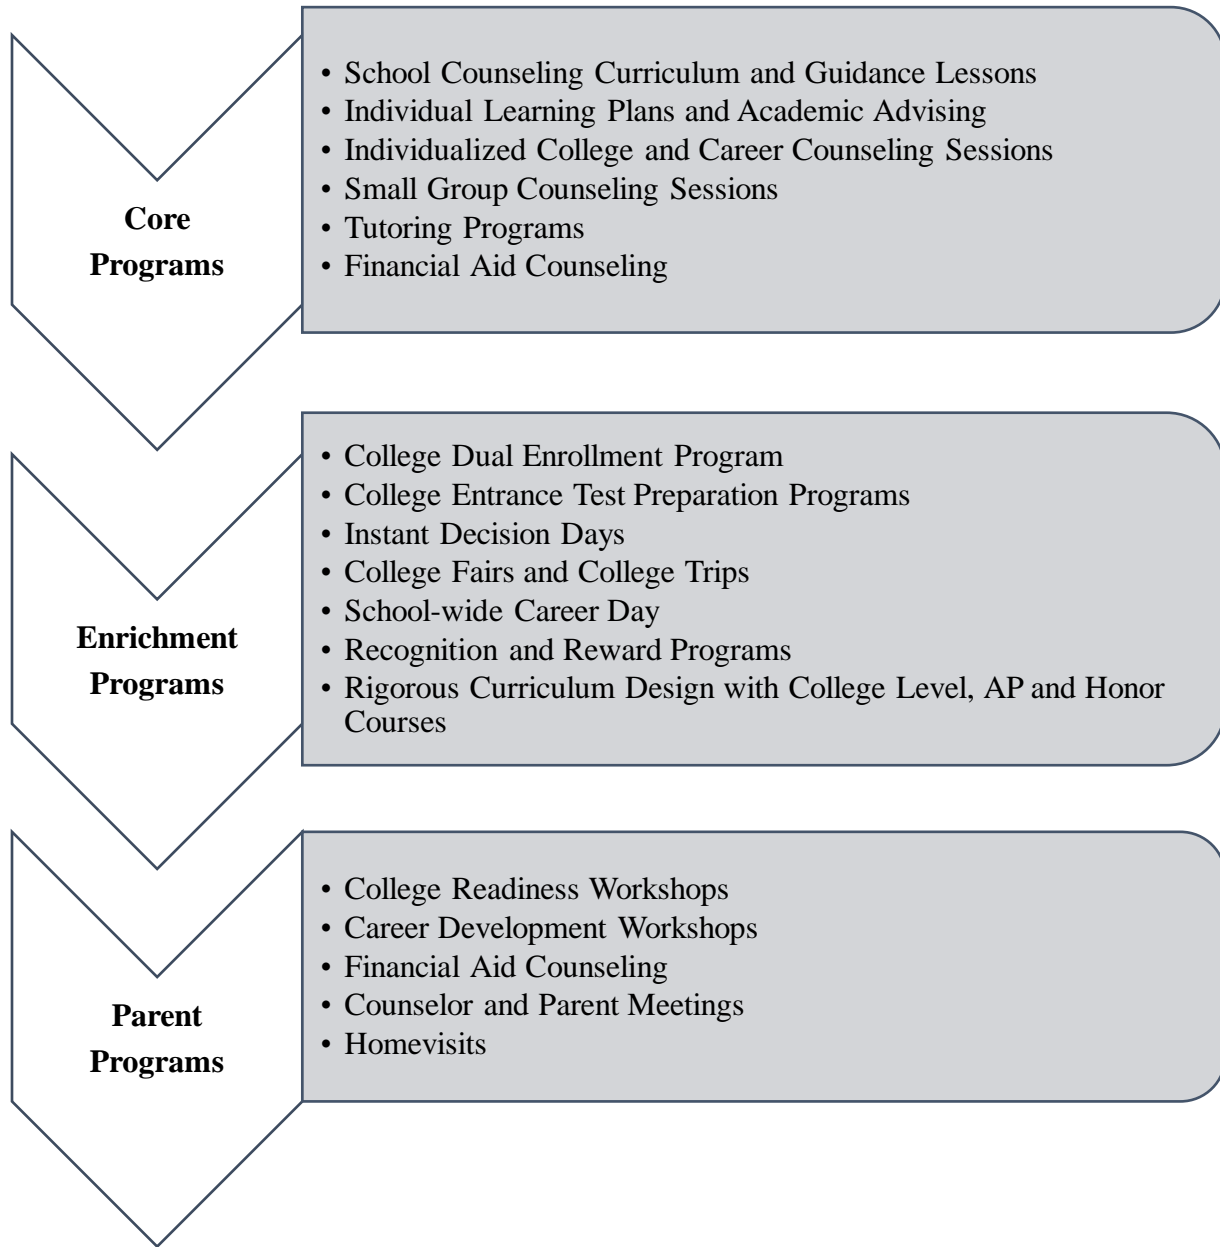 Core
Programs
• School Counseling Curriculum and Guidance Lessons
• Individual Learning Plans and Academic Advising
• Individualized College and Career Counseling Sessions
• Small Group Counseling Sessions
• Tutoring Programs
• Financial Aid Counseling
Enrichment
Programs
• College Dual Enrollment Program
• College Entrance Test Preparation Programs
• Instant Decision Days
• College Fairs and College Trips
• School-wide Career Day
• Recognition and Reward Programs
• Rigorous Curriculum Design with College Level, AP and Honor
Courses
Parent
Programs
• College Readiness Workshops
• Career Development Workshops
• Financial Aid Counseling
• Counselor and Parent Meetings
• Homevisits